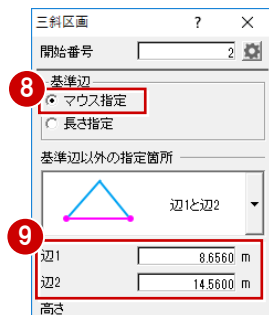 三斜区画 ? ×
開始番号 2
8
基準辺
マウス指定
長さ指定
基準辺以外の指定箇所
辺1と辺2
9
辺1 8.6560 m
辺2 14.5600 m
高さ